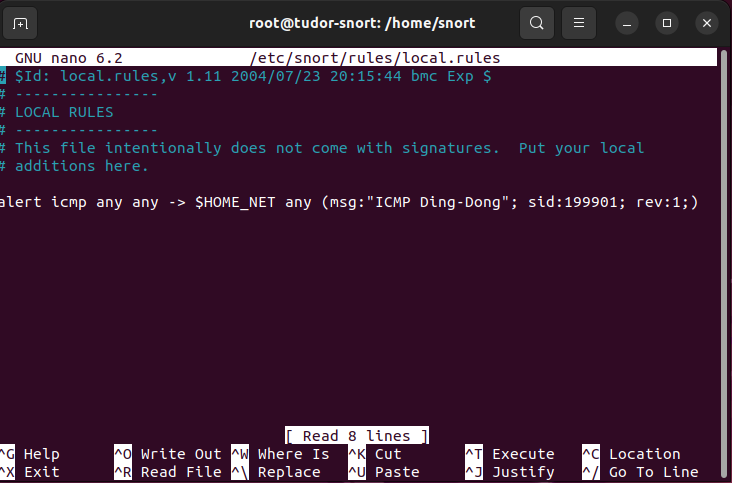 root@tudor-snort: /home/snort
GNU nano 6.2 /etc/snort/rules/local.rules
# $Id: local.rules,v 1.11 2004/07/23 20:15:44 bmc Exp $
# ----------------
# LOCAL RULES
# ----------------
# This file intentionally does not come with signatures.  Put your local
# additions here.
alert icmp any any -> $HOME_NET any (msg:"ICMP Ding-Dong"; sid:199901; rev:1;)
[ Read 8 lines ]
^G Help ^O Write Out ^W Where Is ^K Cut ^T Execute ^C Location
^X Exit ^R Read File ^\ Replace ^U Paste ^J Justify ^/ Go To Line